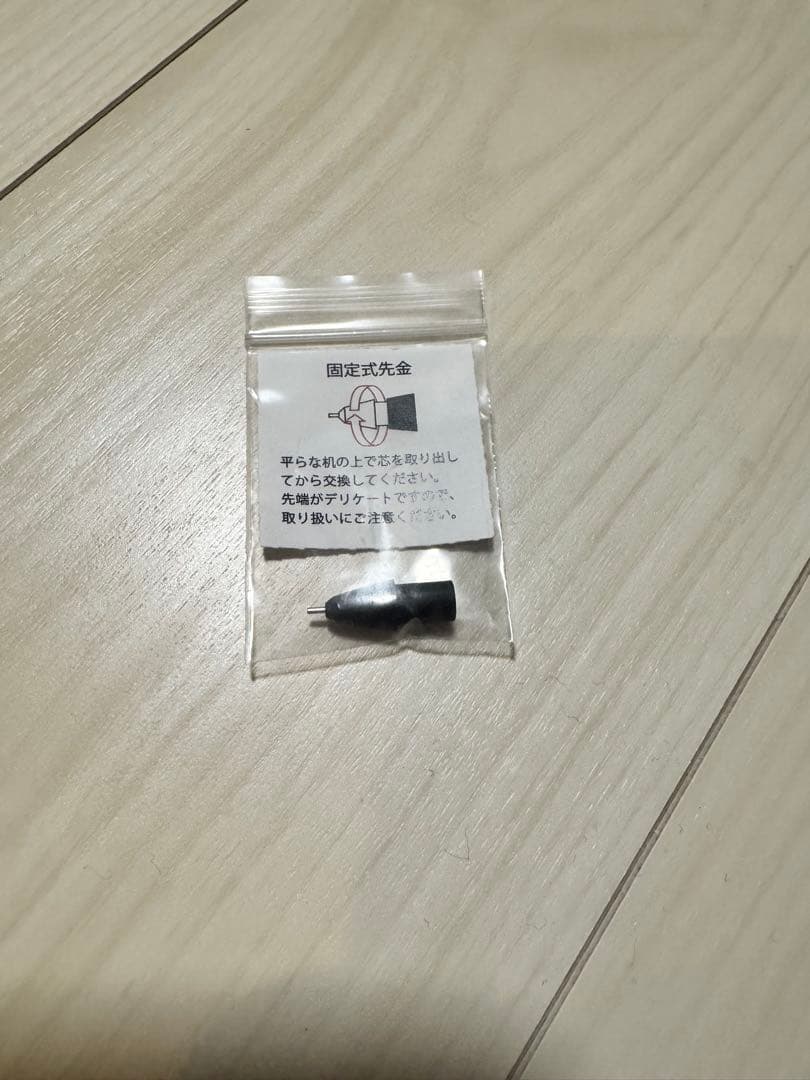 固定式先金
平らな机の上で芯を取り出し
てから交換してください。
先端がデリケートですので、
取り扱いにご注意ください。